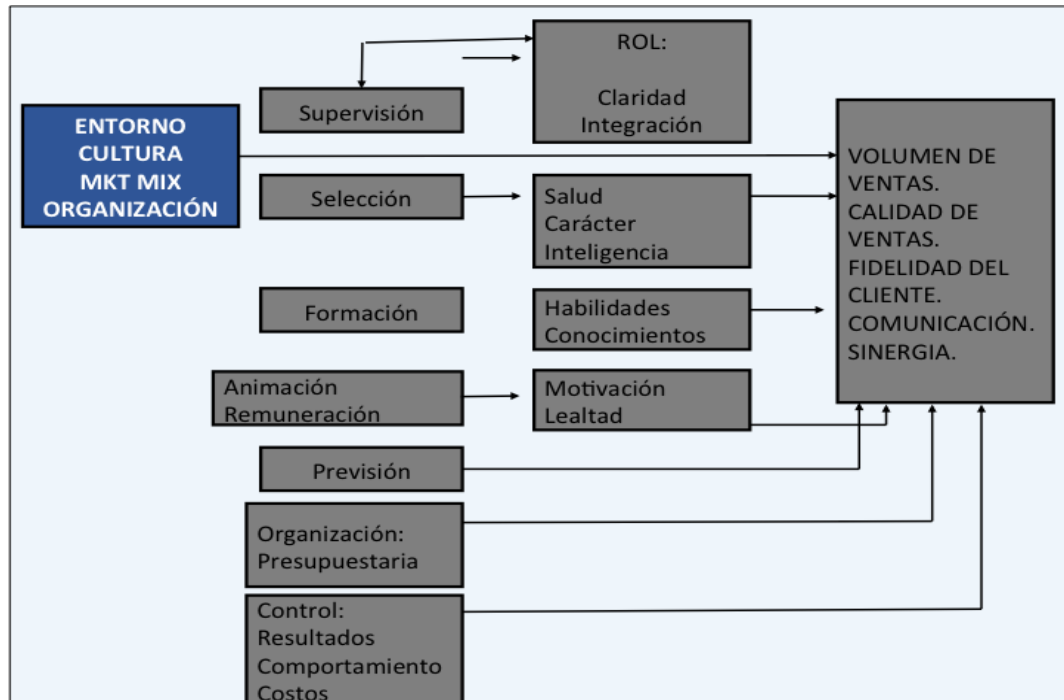 ROL:
Claridad
Integración
Supervisión
ENTORNO
CULTURA
MKT MIX
ORGANIZACIÓN
Selección
Salud
Carácter
Inteligencia
Formación
Habilidades
Conocimientos
Animación
Remuneración
Motivación
Lealtad
Previsión
Organización:
Presupuestaria
Control:
Resultados
Comportamiento
Costos
VOLUMEN DE
VENTAS.
CALIDAD DE
VENTAS.
FIDELIDAD DEL
CLIENTE.
COMUNICACIÓN.
SINERGIA.